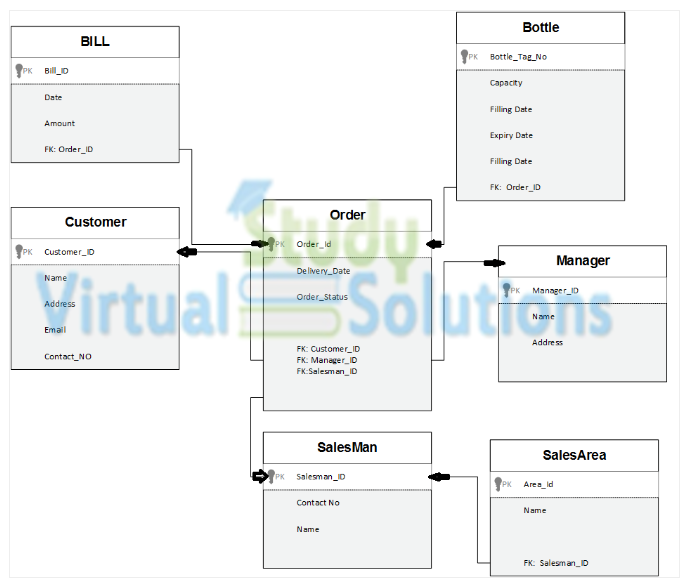 BILL
PK Bill_ID
Date
Amount
FK: Order_ID
Bottle
PK Bottle_Tag_No
Capacity
Filling Date
Expiry Date
Filling Date
FK: Order_ID
Customer
PK Customer_ID
Name
Address
Email
Contact_NO
Order
PK Order_Id
Delivery_Date
Order_Status
FK: Customer_ID
FK: Manager_ID
FK:Salesman_ID
Manager
PK Manager_ID
Name
Address
SalesMan
PK Salesman_ID
Contact No
Name
SalesArea
PK Area_Id
Name
FK: Salesman_ID
Study
Virtual Solutions